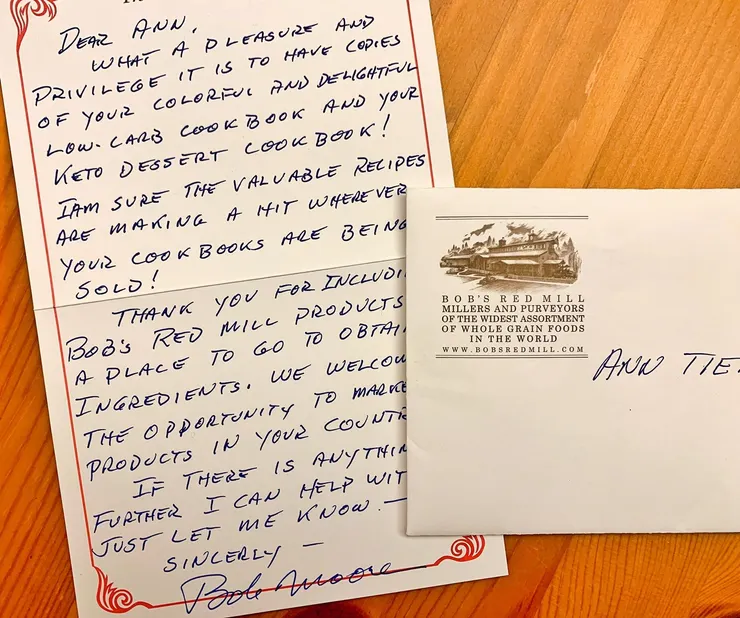 DEAR ANN,
WHAT A PLEASURE AND
PRIVILEGE IT IS TO HAVE COPIES
OF YOUR COLORFUL AND DELIGHTFUL
LOW-CARB COOKBOOK AND YOUR
KETO DESSERT COOKBOOK!
I AM SURE THE VALUABLE RECIPES
ARE MAKING A HIT WHEREVER
YOUR COOKBOOKS ARE BEING
SOLD!
THANK YOU FOR INCLUDI
BOB'S RED MILL PRODUCTS
A PLACE TO GO TO OBTAI
INGREDIENTS. WE WELCOM
THE OPPORTUNITY TO MARKE
PRODUCTS IN YOUR COUNTR
IF THERE IS ANYTHIN
FURTHER I CAN HELP WIT
JUST LET ME KNOW. —
SINCERLY —
Bob Moore
BOB'S RED MILL
MILLERS AND PURVEYORS
OF THE WIDEST ASSORTMENT
OF WHOLE GRAIN FOODS
IN THE WORLD
WWW.BOBSREDMILL.COM
ANN TIE